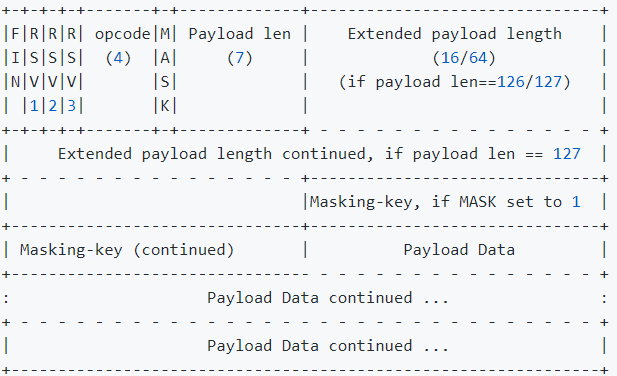 +-+-+-+-+-------+-+-------------+-------------------------------+
|F|R|R|R| opcode|M| Payload len |    Extended payload length    |
|I|S|S|S|  (4)  |A|     (7)     |             (16/64)           |
|N|V|V|V|       |S|             |   (if payload len==126/127)   |
| |1|2|3|       |K|             |                               |
+-+-+-+-+-------+-+-------------+ - - - - - - - - - - - - - - - +
|     Extended payload length continued, if payload len == 127  |
+ - - - - - - - - - - - - - - - +-------------------------------+
|                               |Masking-key, if MASK set to 1  |
+-------------------------------+-------------------------------+
| Masking-key (continued)       |          Payload Data         |
+-------------------------------- - - - - - - - - - - - - - - - +
:                     Payload Data continued ...                :
+ - - - - - - - - - - - - - - - - - - - - - - - - - - - - - - - +
|                     Payload Data continued ...                |
+---------------------------------------------------------------+